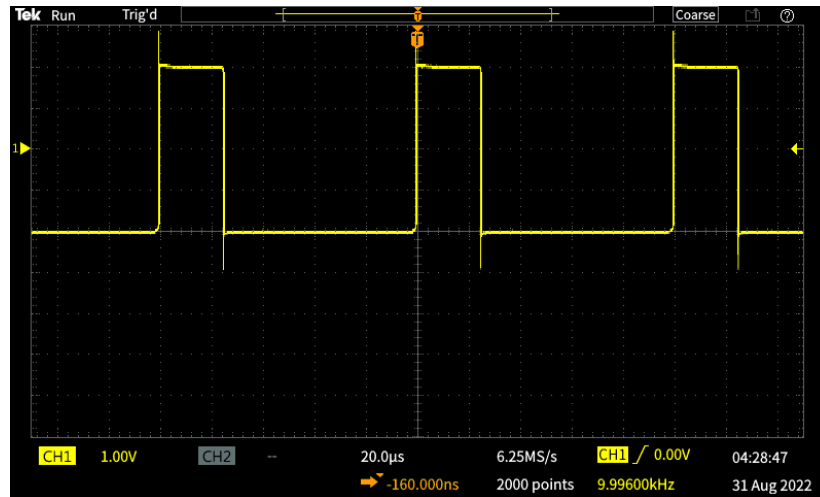 Tek Run Trig'd Coarse
T
T
1
CH1 1.00V CH2 -- 20.0µs 6.25MS/s CH1 0.00V 04:28:47
-160.000ns 2000 points 9.99600kHz 31 Aug 2022